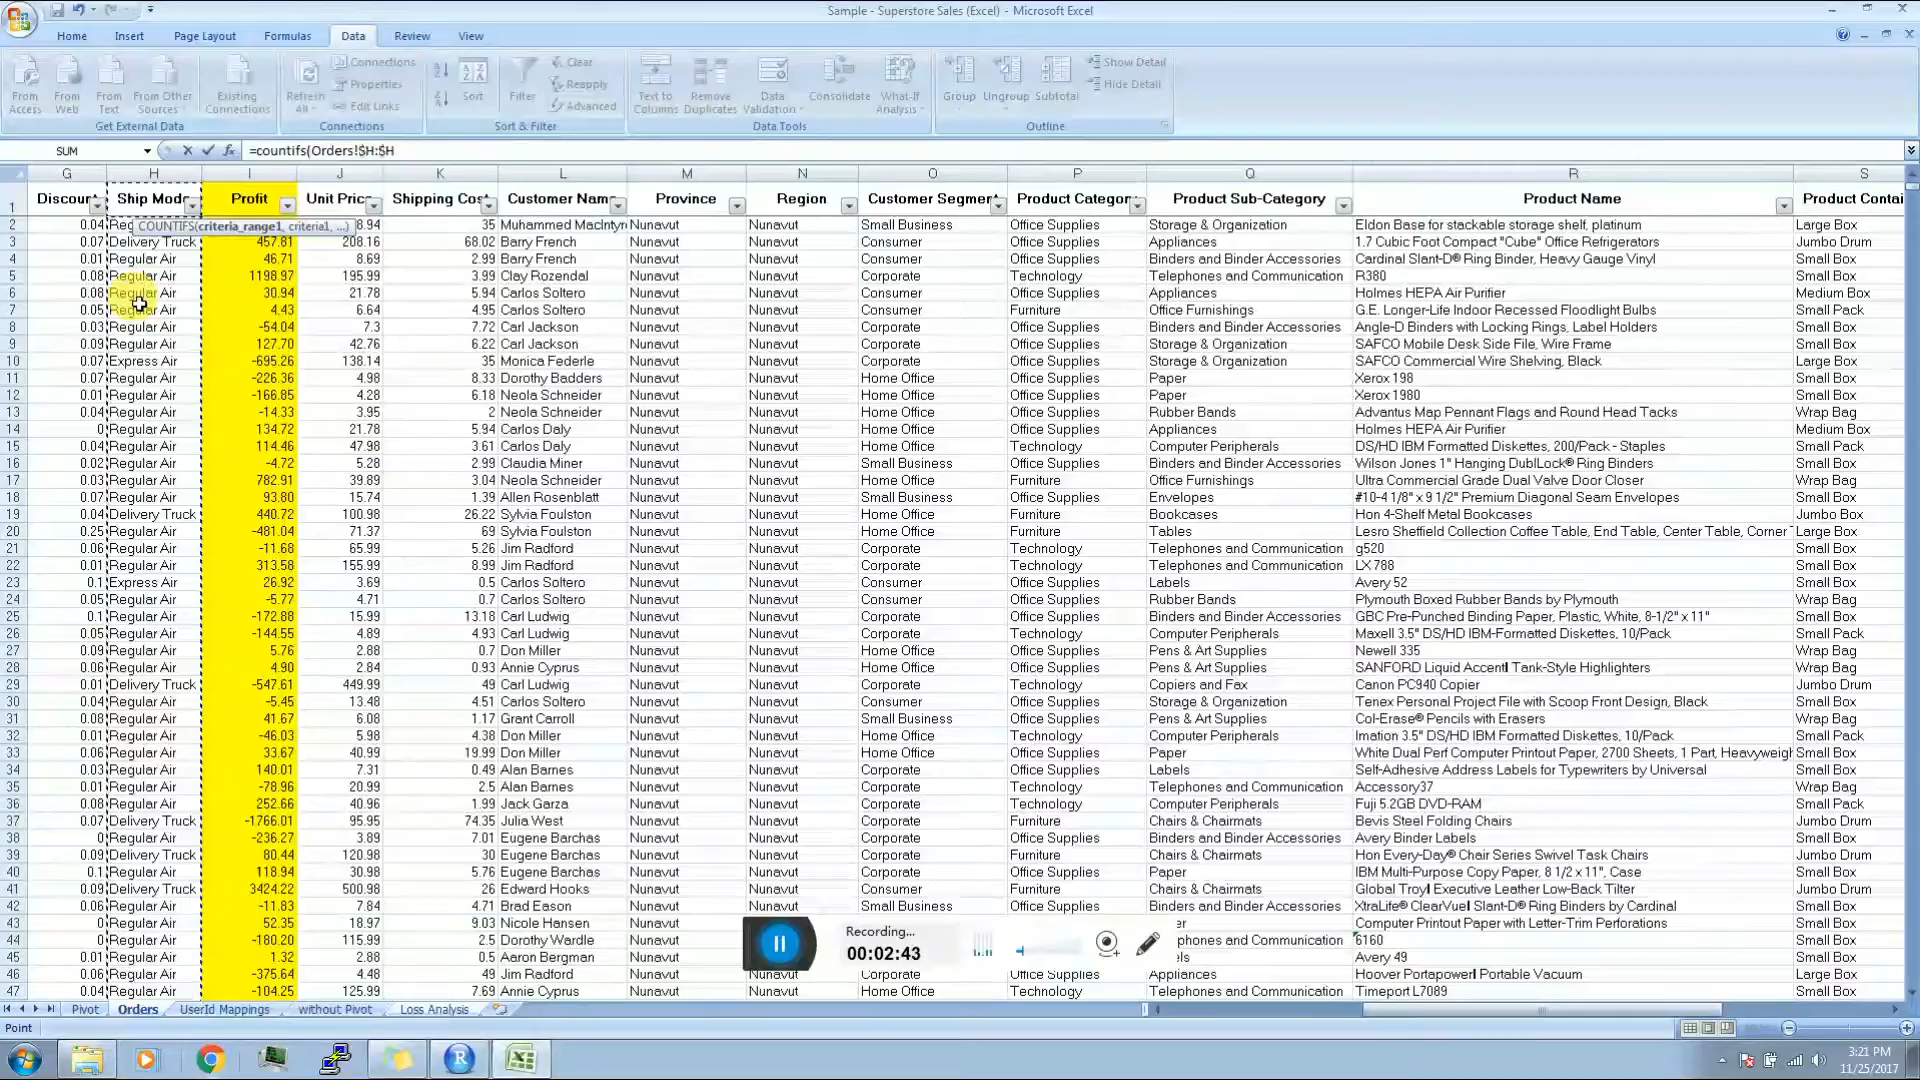 Sample - Superstore Sales (Excel) - Microsoft Excel
Home Insert Page Layout Formulas Data Review View
From Access From Web From Text From Other Sources Existing Connections Refresh All Connections Properties Edit Links Sort Filter Clear Reapply Advanced Text to Columns Remove Duplicates Data Validation Consolidate What-If Analysis Group Ungroup Subtotal Show Detail Hide Detail
Get External Data Connections Sort & Filter Data Tools Outline
SUM =countifs(Orders!$H:$H
G H I J K L M N O P Q R S
1 Discount Ship Mode Profit Unit Price Shipping Cost Customer Name Province Region Customer Segment Product Category Product Sub-Category Product Name Product Contai
COUNTIFS(criteria_range1, criteria1, ...)
2 0.04 Reg 8.94 35 Muhammed MacIntyr Nunavut Nunavut Small Business Office Supplies Storage & Organization Eldon Base for stackable storage shelf, platinum Large Box
3 0.07 Delivery Truck 457.81 208.16 68.02 Barry French Nunavut Nunavut Consumer Office Supplies Appliances 1.7 Cubic Foot Compact "Cube" Office Refrigerators Jumbo Drum
4 0.01 Regular Air 46.71 8.69 2.99 Barry French Nunavut Nunavut Consumer Office Supplies Binders and Binder Accessories Cardinal Slant-D® Ring Binder, Heavy Gauge Vinyl Small Box
5 0.08 Regular Air 1198.97 195.99 3.99 Clay Rozendal Nunavut Nunavut Corporate Technology Telephones and Communication R380 Small Box
6 0.08 Regular Air 30.94 21.78 5.94 Carlos Soltero Nunavut Nunavut Consumer Office Supplies Appliances Holmes HEPA Air Purifier Medium Box
7 0.05 Regular Air 4.43 6.64 4.95 Carlos Soltero Nunavut Nunavut Consumer Furniture Office Furnishings G.E. Longer-Life Indoor Recessed Floodlight Bulbs Small Pack
8 0.03 Regular Air -54.04 7.3 7.72 Carl Jackson Nunavut Nunavut Corporate Office Supplies Binders and Binder Accessories Angle-D Binders with Locking Rings, Label Holders Small Box
9 0.09 Regular Air 127.70 42.76 6.22 Carl Jackson Nunavut Nunavut Corporate Office Supplies Storage & Organization SAFCO Mobile Desk Side File, Wire Frame Small Box
10 0.07 Express Air -695.26 138.14 35 Monica Federle Nunavut Nunavut Corporate Office Supplies Storage & Organization SAFCO Commercial Wire Shelving, Black Large Box
11 0.07 Regular Air -226.36 4.98 8.33 Dorothy Badders Nunavut Nunavut Home Office Office Supplies Paper Xerox 198 Small Box
12 0.01 Regular Air -166.85 4.28 6.18 Neola Schneider Nunavut Nunavut Home Office Office Supplies Paper Xerox 1980 Small Box
13 0.04 Regular Air -14.33 3.95 2 Neola Schneider Nunavut Nunavut Home Office Office Supplies Rubber Bands Advantus Map Pennant Flags and Round Head Tacks Wrap Bag
14 0 Regular Air 134.72 21.78 5.94 Carlos Daly Nunavut Nunavut Home Office Office Supplies Appliances Holmes HEPA Air Purifier Medium Box
15 0.04 Regular Air 114.46 47.98 3.61 Carlos Daly Nunavut Nunavut Home Office Technology Computer Peripherals DS/HD IBM Formatted Diskettes, 200/Pack - Staples Small Pack
16 0.02 Regular Air -4.72 5.28 2.99 Claudia Miner Nunavut Nunavut Small Business Office Supplies Binders and Binder Accessories Wilson Jones 1" Hanging DublLock® Ring Binders Small Box
17 0.03 Regular Air 782.91 39.89 3.04 Neola Schneider Nunavut Nunavut Home Office Furniture Office Furnishings Ultra Commercial Grade Dual Valve Door Closer Wrap Bag
18 0.07 Regular Air 93.80 15.74 1.39 Allen Rosenblatt Nunavut Nunavut Small Business Office Supplies Envelopes #10-4 1/8" x 9 1/2" Premium Diagonal Seam Envelopes Small Box
19 0.04 Delivery Truck 440.72 100.98 26.22 Sylvia Foulston Nunavut Nunavut Home Office Furniture Bookcases Hon 4-Shelf Metal Bookcases Jumbo Box
20 0.25 Regular Air -481.04 71.37 69 Sylvia Foulston Nunavut Nunavut Home Office Furniture Tables Lesro Sheffield Collection Coffee Table, End Table, Center Table, Corner T Large Box
21 0.06 Regular Air -11.68 65.99 5.26 Jim Radford Nunavut Nunavut Corporate Technology Telephones and Communication g520 Small Box
22 0.01 Regular Air 313.58 155.99 8.99 Jim Radford Nunavut Nunavut Corporate Technology Telephones and Communication LX 788 Small Box
23 0.1 Express Air 26.92 3.69 0.5 Carlos Soltero Nunavut Nunavut Consumer Office Supplies Labels Avery 52 Small Box
24 0.05 Regular Air -5.77 4.71 0.7 Carlos Soltero Nunavut Nunavut Consumer Office Supplies Rubber Bands Plymouth Boxed Rubber Bands by Plymouth Wrap Bag
25 0.1 Regular Air -172.88 15.99 13.18 Carl Ludwig Nunavut Nunavut Corporate Office Supplies Binders and Binder Accessories GBC Pre-Punched Binding Paper, Plastic, White, 8-1/2" x 11" Small Box
26 0.05 Regular Air -144.55 4.89 4.93 Carl Ludwig Nunavut Nunavut Corporate Technology Computer Peripherals Maxell 3.5" DS/HD IBM-Formatted Diskettes, 10/Pack Small Pack
27 0.09 Regular Air 5.76 2.88 0.7 Don Miller Nunavut Nunavut Home Office Office Supplies Pens & Art Supplies Newell 335 Wrap Bag
28 0.06 Regular Air 4.90 2.84 0.93 Annie Cyprus Nunavut Nunavut Home Office Office Supplies Pens & Art Supplies SANFORD Liquid Accent™ Tank-Style Highlighters Wrap Bag
29 0.01 Delivery Truck -547.61 449.99 49 Carl Ludwig Nunavut Nunavut Corporate Technology Copiers and Fax Canon PC940 Copier Jumbo Drum
30 0.04 Regular Air -5.45 13.48 4.51 Carlos Soltero Nunavut Nunavut Consumer Office Supplies Storage & Organization Tenex Personal Project File with Scoop Front Design, Black Small Box
31 0.08 Regular Air 41.67 6.08 1.17 Grant Carroll Nunavut Nunavut Small Business Office Supplies Pens & Art Supplies Col-Erase® Pencils with Erasers Wrap Bag
32 0.01 Regular Air -46.03 5.98 4.38 Don Miller Nunavut Nunavut Home Office Technology Computer Peripherals Imation 3.5" DS/HD IBM Formatted Diskettes, 10/Pack Small Pack
33 0.06 Regular Air 33.67 40.99 19.99 Don Miller Nunavut Nunavut Home Office Office Supplies Paper White Dual Perf Computer Printout Paper, 2700 Sheets, 1 Part, Heavyweigh Small Box
34 0.03 Regular Air 140.01 7.31 0.49 Alan Barnes Nunavut Nunavut Corporate Office Supplies Labels Self-Adhesive Address Labels for Typewriters by Universal Small Box
35 0.01 Regular Air -78.96 20.99 2.5 Alan Barnes Nunavut Nunavut Corporate Technology Telephones and Communication Accessory37 Wrap Bag
36 0.08 Regular Air 252.66 40.96 1.99 Jack Garza Nunavut Nunavut Corporate Technology Computer Peripherals Fuji 5.2GB DVD-RAM Small Pack
37 0.07 Delivery Truck -1766.01 95.95 74.35 Julia West Nunavut Nunavut Corporate Furniture Chairs & Chairmats Bevis Steel Folding Chairs Jumbo Drum
38 0 Regular Air -236.27 3.89 7.01 Eugene Barchas Nunavut Nunavut Corporate Office Supplies Binders and Binder Accessories Avery Binder Labels Small Box
39 0.09 Delivery Truck 80.44 120.98 30 Eugene Barchas Nunavut Nunavut Corporate Furniture Chairs & Chairmats Hon Every-Day® Chair Series Swivel Task Chairs Jumbo Drum
40 0.1 Regular Air 118.94 30.98 5.76 Eugene Barchas Nunavut Nunavut Corporate Office Supplies Paper IBM Multi-Purpose Copy Paper, 8 1/2 x 11", Case Small Box
41 0.09 Delivery Truck 3424.22 500.98 26 Edward Hooks Nunavut Nunavut Consumer Furniture Chairs & Chairmats Global Troy™ Executive Leather Low-Back Tilter Jumbo Drum
42 0.06 Regular Air -11.83 7.84 4.71 Brad Eason Nunavut Nunavut Small Business Office Supplies Binders and Binder Accessories XtraLife® ClearVue™ Slant-D® Ring Binders by Cardinal Small Box
43 0 Regular Air 52.35 18.97 9.03 Nicole Hansen Nunavut er Computer Printout Paper with Letter-Trim Perforations Small Box
44 0 Regular Air -180.20 115.99 2.5 Dorothy Wardle Nunavut phones and Communication 6160 Small Box
45 0.01 Regular Air 1.32 2.88 0.5 Aaron Bergman Nunavut els Avery 49 Small Box
46 0.06 Regular Air -375.64 4.48 49 Jim Radford Nunavut Nunavut Corporate Office Supplies Appliances Hoover Portapower™ Portable Vacuum Large Box
47 0.04 Regular Air -104.25 125.99 7.69 Annie Cyprus Nunavut Nunavut Home Office Technology Telephones and Communication Timeport L7089 Small Box
Recording...
00:02:43
Pivot Orders UserId Mappings without Pivot Loss Analysis
Point
3:21 PM
11/25/2017